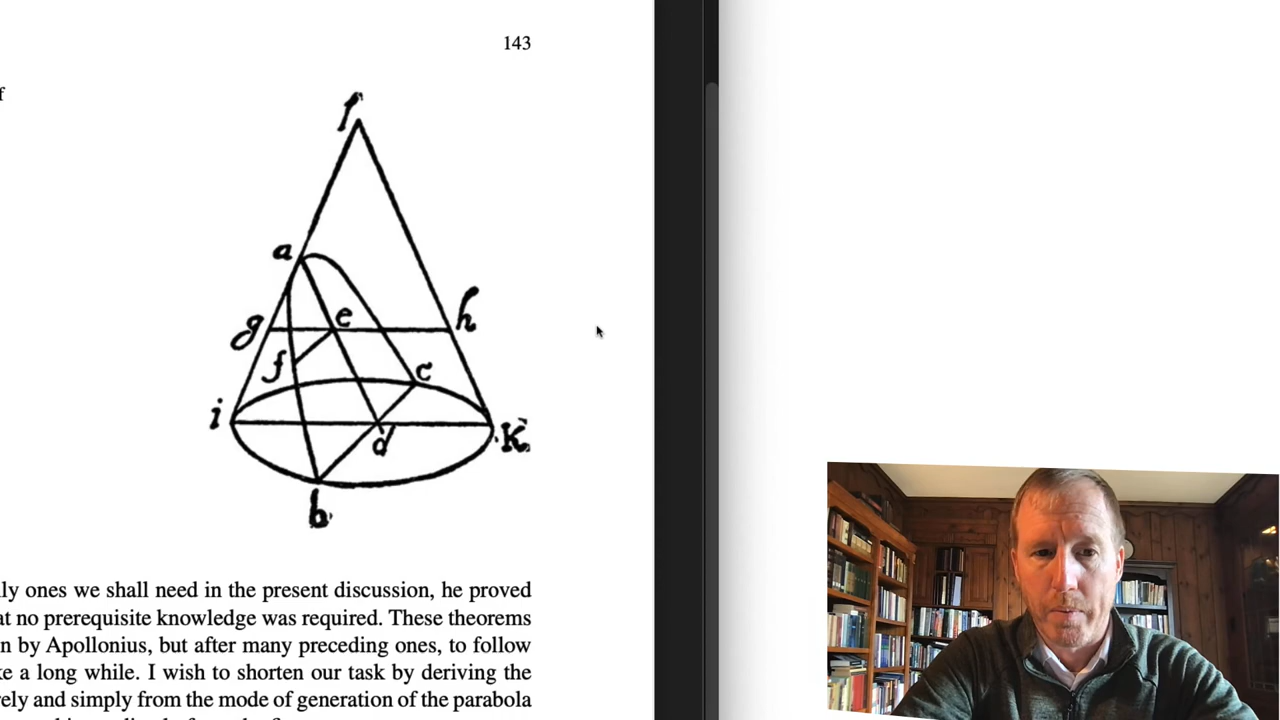 143
f
l
a
g
e
h
f
c
i
d
K
b
ly ones we shall need in the present discussion, he proved
at no prerequisite knowledge was required. These theorems
n by Apollonius, but after many preceding ones, to follow
ke a long while. I wish to shorten our task by deriving the
rely and simply from the mode of generation of the parabola